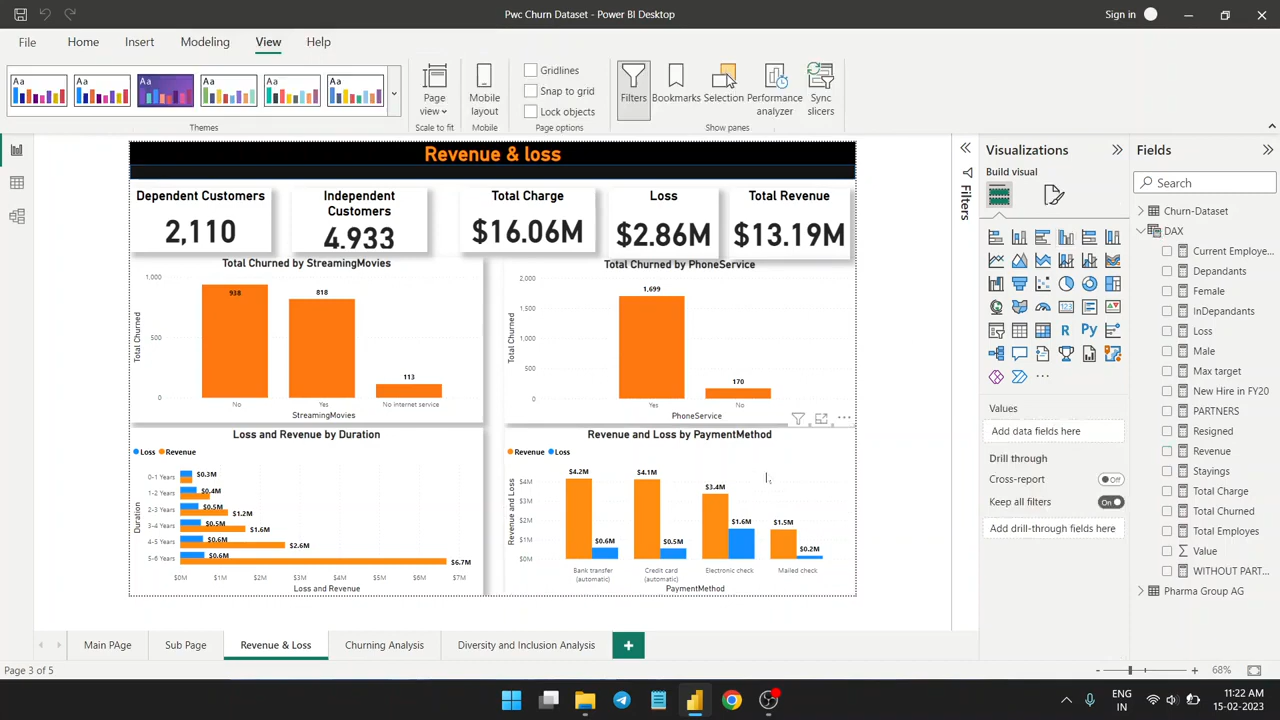 Pwc Churn Dataset - Power BI Desktop
Sign in
File Home Insert Modeling View Help
Aa Aa Aa Aa Aa Aa
Page view
Mobile layout
Gridlines
Snap to grid
Lock objects
Filters
Bookmarks
Selection
Performance analyzer
Sync slicers
Themes
Scale to fit
Mobile
Page options
Show panes
Revenue & loss
Dependent Customers
2,110
Independent Customers
4,933
Total Charge
$16.06M
Loss
$2.86M
Total Revenue
$13.19M
Total Churned by StreamingMovies
Total Churned
1,000
500
0
938
818
113
No
Yes
No internet service
StreamingMovies
Total Churned by PhoneService
Total Churned
2,000
1,500
1,000
500
0
1,699
170
Yes
No
PhoneService
Loss and Revenue by Duration
Loss Revenue
Duration
0-1 Years $0.3M
1-2 Years $0.4M
2-3 Years $0.5M $1.2M
3-4 Years $0.5M $1.6M
4-5 Years $0.6M $2.6M
5-6 Years $0.6M $6.7M
$0M $1M $2M $3M $4M $5M $6M $7M
Loss and Revenue
Revenue and Loss by PaymentMethod
Revenue Loss
Revenue and Loss
$4M
$3M
$2M
$1M
$0M
$4.2M
$0.6M
$4.1M
$0.5M
$3.4M
$1.6M
$1.5M
$0.2M
Bank transfer (automatic)
Credit card (automatic)
Electronic check
Mailed check
PaymentMethod
Filters
Visualizations
Build visual
R
Py
Values
Add data fields here
Drill through
Cross-report
Off
Keep all filters
On
Add drill-through fields here
Fields
Search
Churn-Dataset
DAX
Current Employe...
Deparzants
Female
InDependants
Loss
Male
Max target
New Hire in FY20
PARTNERS
Resigned
Revenue
Stayings
Total Charge
Total Churned
Total Employes
Value
WITHOUT PART...
Pharma Group AG
Main PAge
Sub Page
Revenue & Loss
Churning Analysis
Diversity and Inclusion Analysis
Page 3 of 5
68%
ENG
IN
11:22 AM
15-02-2023